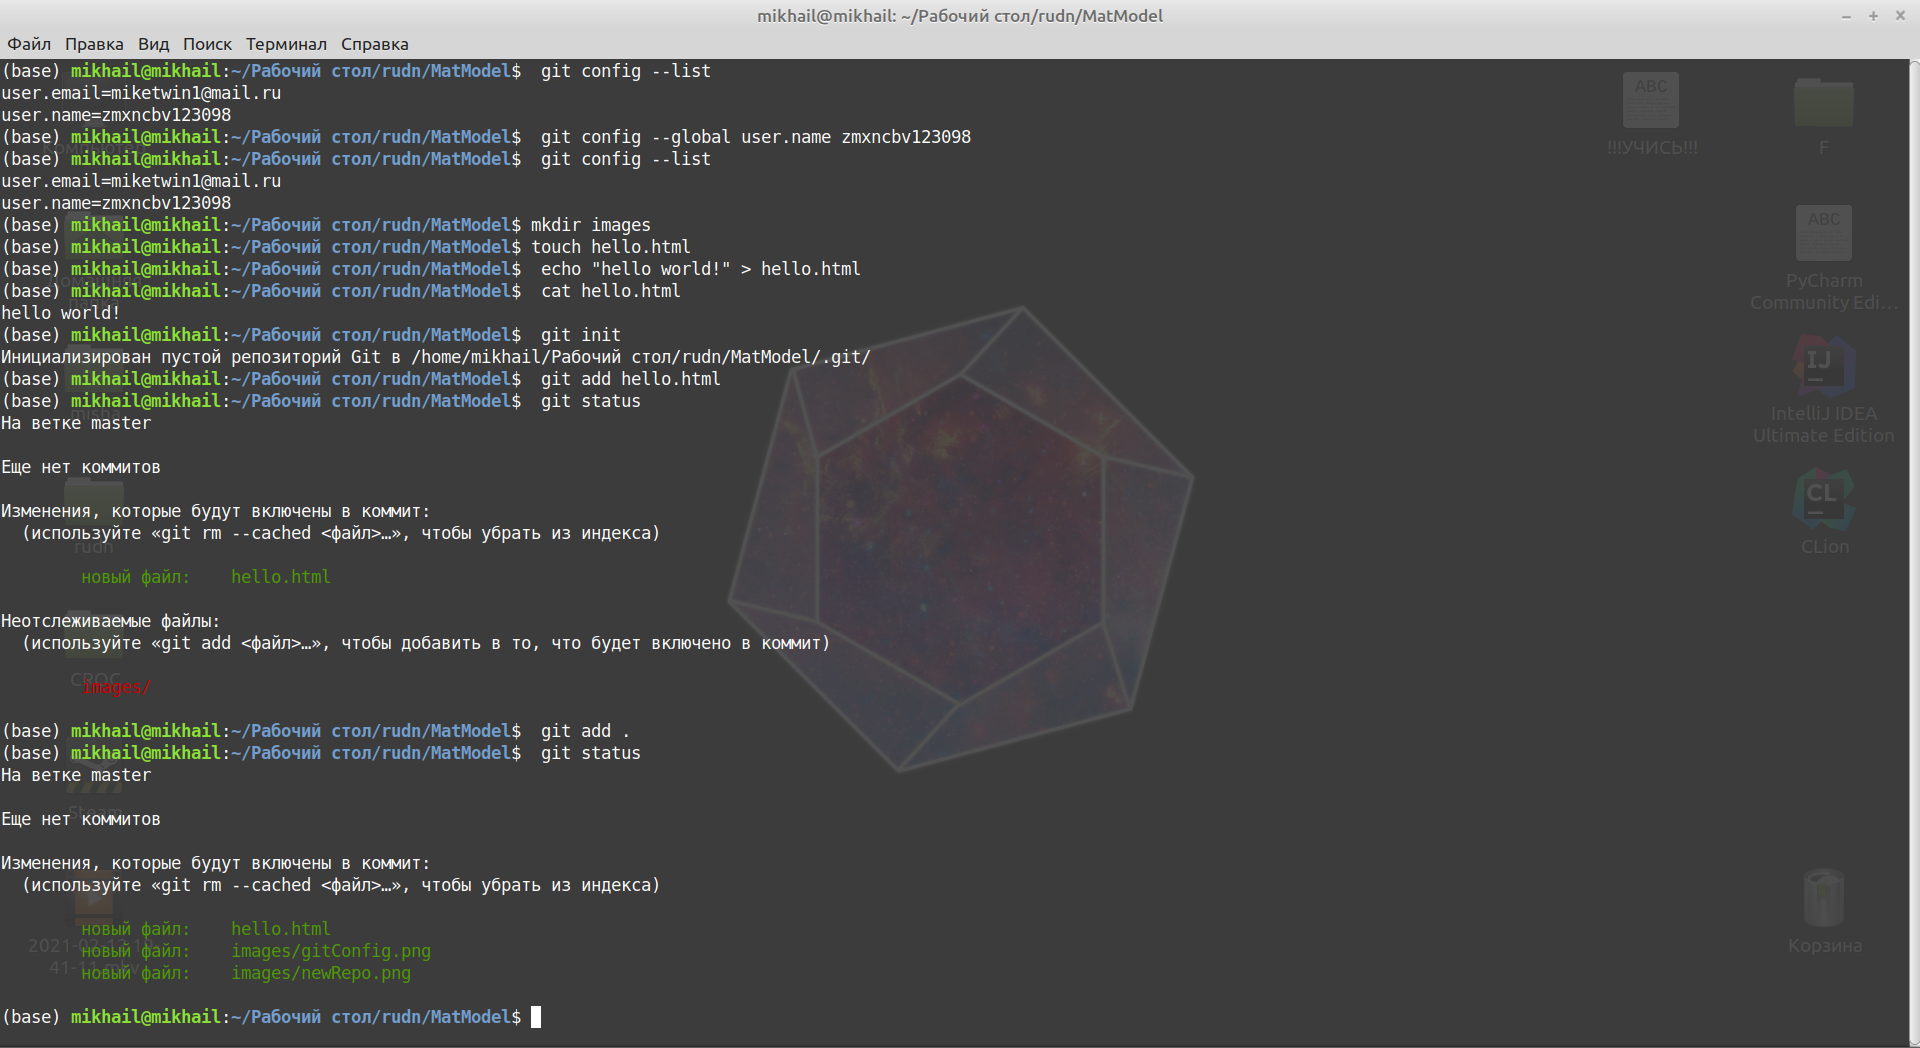 mikhail@mikhail: ~/Рабочий стол/rudn/MatModel
Файл Правка Вид Поиск Терминал Справка
(base) mikhail@mikhail:~/Рабочий стол/rudn/MatModel$  git config --list
user.email=miketwin1@mail.ru
user.name=zmxncbv123098
(base) mikhail@mikhail:~/Рабочий стол/rudn/MatModel$  git config --global user.name zmxncbv123098
(base) mikhail@mikhail:~/Рабочий стол/rudn/MatModel$  git config --list
user.email=miketwin1@mail.ru
user.name=zmxncbv123098
(base) mikhail@mikhail:~/Рабочий стол/rudn/MatModel$ mkdir images
(base) mikhail@mikhail:~/Рабочий стол/rudn/MatModel$ touch hello.html
(base) mikhail@mikhail:~/Рабочий стол/rudn/MatModel$  echo "hello world!" > hello.html
(base) mikhail@mikhail:~/Рабочий стол/rudn/MatModel$  cat hello.html
hello world!
(base) mikhail@mikhail:~/Рабочий стол/rudn/MatModel$  git init
Инициализирован пустой репозиторий Git в /home/mikhail/Рабочий стол/rudn/MatModel/.git/
(base) mikhail@mikhail:~/Рабочий стол/rudn/MatModel$  git add hello.html
(base) mikhail@mikhail:~/Рабочий стол/rudn/MatModel$  git status
На ветке master
Еще нет коммитов
Изменения, которые будут включены в коммит:
  (используйте «git rm --cached <файл>…», чтобы убрать из индекса)
новый файл:    hello.html
Неотслеживаемые файлы:
  (используйте «git add <файл>…», чтобы добавить в то, что будет включено в коммит)
images/
(base) mikhail@mikhail:~/Рабочий стол/rudn/MatModel$  git add .
(base) mikhail@mikhail:~/Рабочий стол/rudn/MatModel$  git status
На ветке master
Еще нет коммитов
Изменения, которые будут включены в коммит:
  (используйте «git rm --cached <файл>…», чтобы убрать из индекса)
новый файл:    hello.html
новый файл:    images/gitConfig.png
новый файл:    images/newRepo.png
(base) mikhail@mikhail:~/Рабочий стол/rudn/MatModel$
misha
rudn
CROC
Steam
ABC
!!!УЧИСЬ!!!
F
ABC
PyCharm
Community Edi…
IJ
IntelliJ IDEA
Ultimate Edition
CL
CLion
Корзина